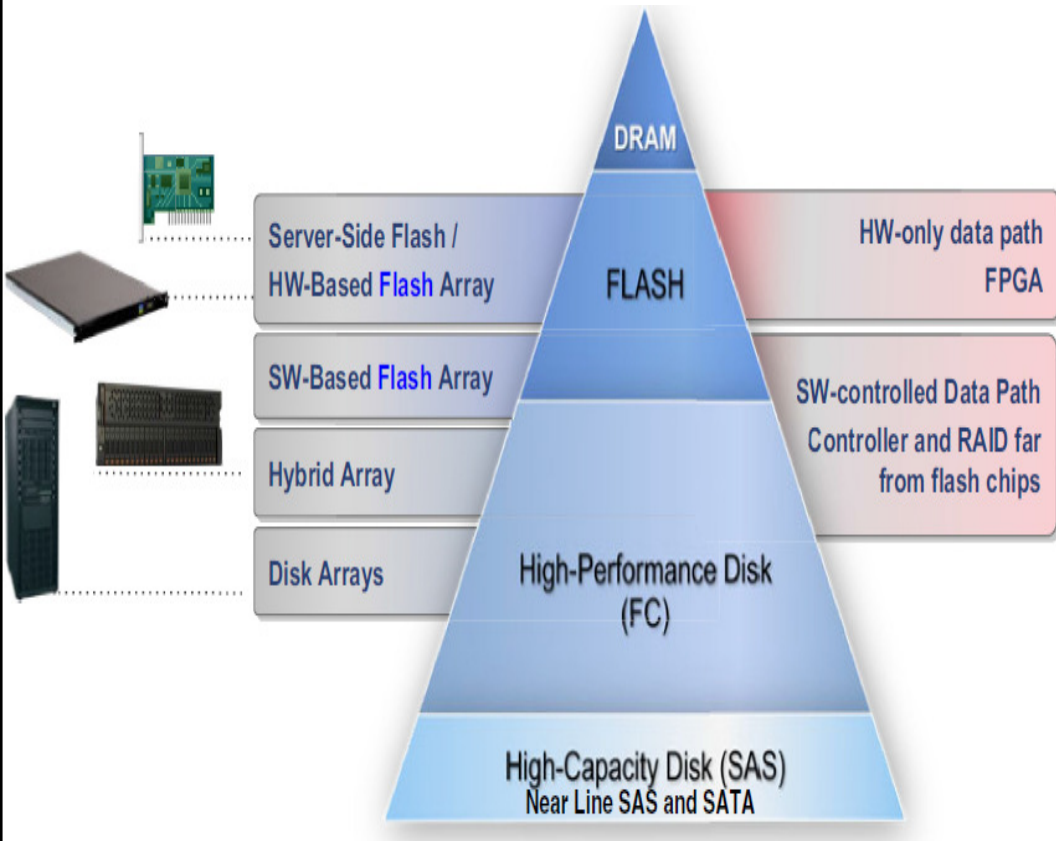 DRAM
Server-Side Flash /
HW-Based Flash Array
FLASH
HW-only data path
FPGA
SW-Based Flash Array
SW-controlled Data Path
Controller and RAID far
from flash chips
Hybrid Array
Disk Arrays
High-Performance Disk
(FC)
High-Capacity Disk (SAS)
Near Line SAS and SATA